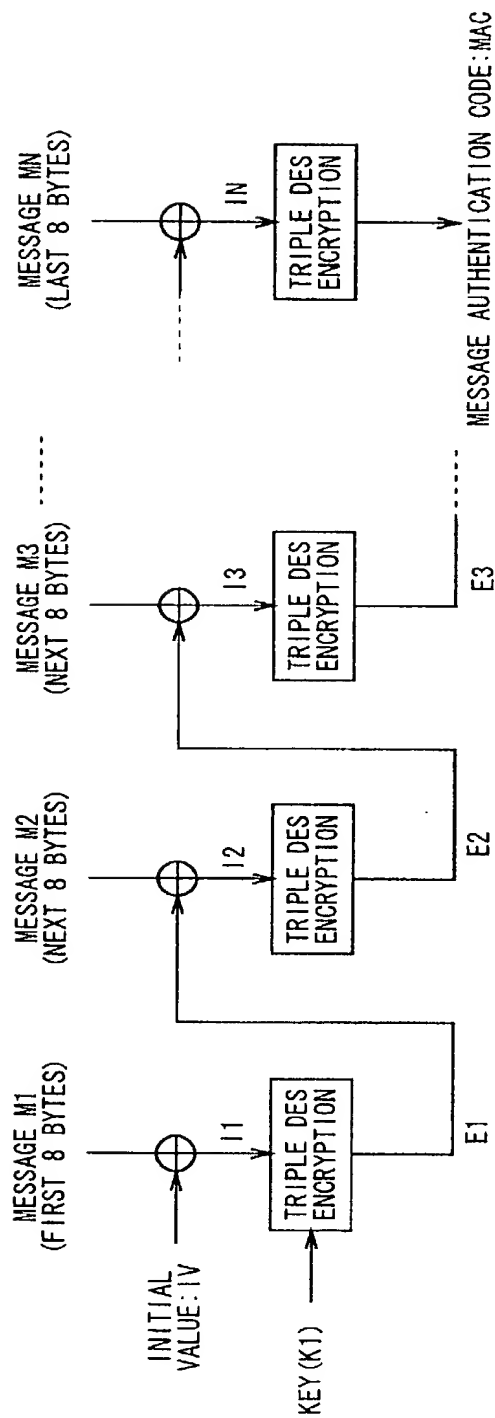 MESSAGE M1
(FIRST 8 BYTES)
MESSAGE M2
(NEXT 8 BYTES)
MESSAGE M3
(NEXT 8 BYTES)
MESSAGE MN
(LAST 8 BYTES)
INITIAL
VALUE:IV
I1
I2
I3
IN
KEY(K1)
TRIPLE DES
ENCRYPTION
TRIPLE DES
ENCRYPTION
TRIPLE DES
ENCRYPTION
TRIPLE DES
ENCRYPTION
E1
E2
E3
MESSAGE AUTHENTICATION CODE:MAC